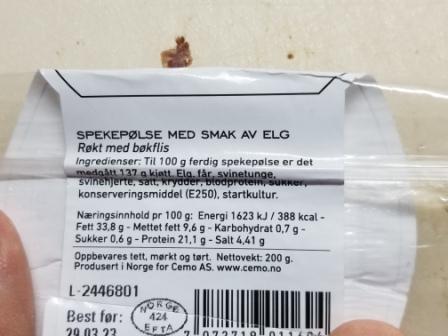 SPEKEPØLSE MED SMAK AV ELG
Røkt med bøkflis
Ingredienser: Til 100 g ferdig spekepølse er det
medgått 137 g kjøtt. Elg, får, svinetunge,
svinehjerte, salt, krydder, blodprotein, sukker,
konserveringsmiddel (E250), startkultur.
Næringsinnhold pr 100 g: Energi 1623 kJ / 388 kcal -
Fett 33,8 g - Mettet fett 9,6 g - Karbohydrat 0,7 g -
Sukker 0,6 g - Protein 21,1 g - Salt 4,41 g
Oppbevares tett, mørkt og tørt. Nettovekt: 200 g.
Produsert i Norge for Cemo AS. www.cemo.no
L-2446801
Best før:
29.03.23
NORGE
424
EFTA